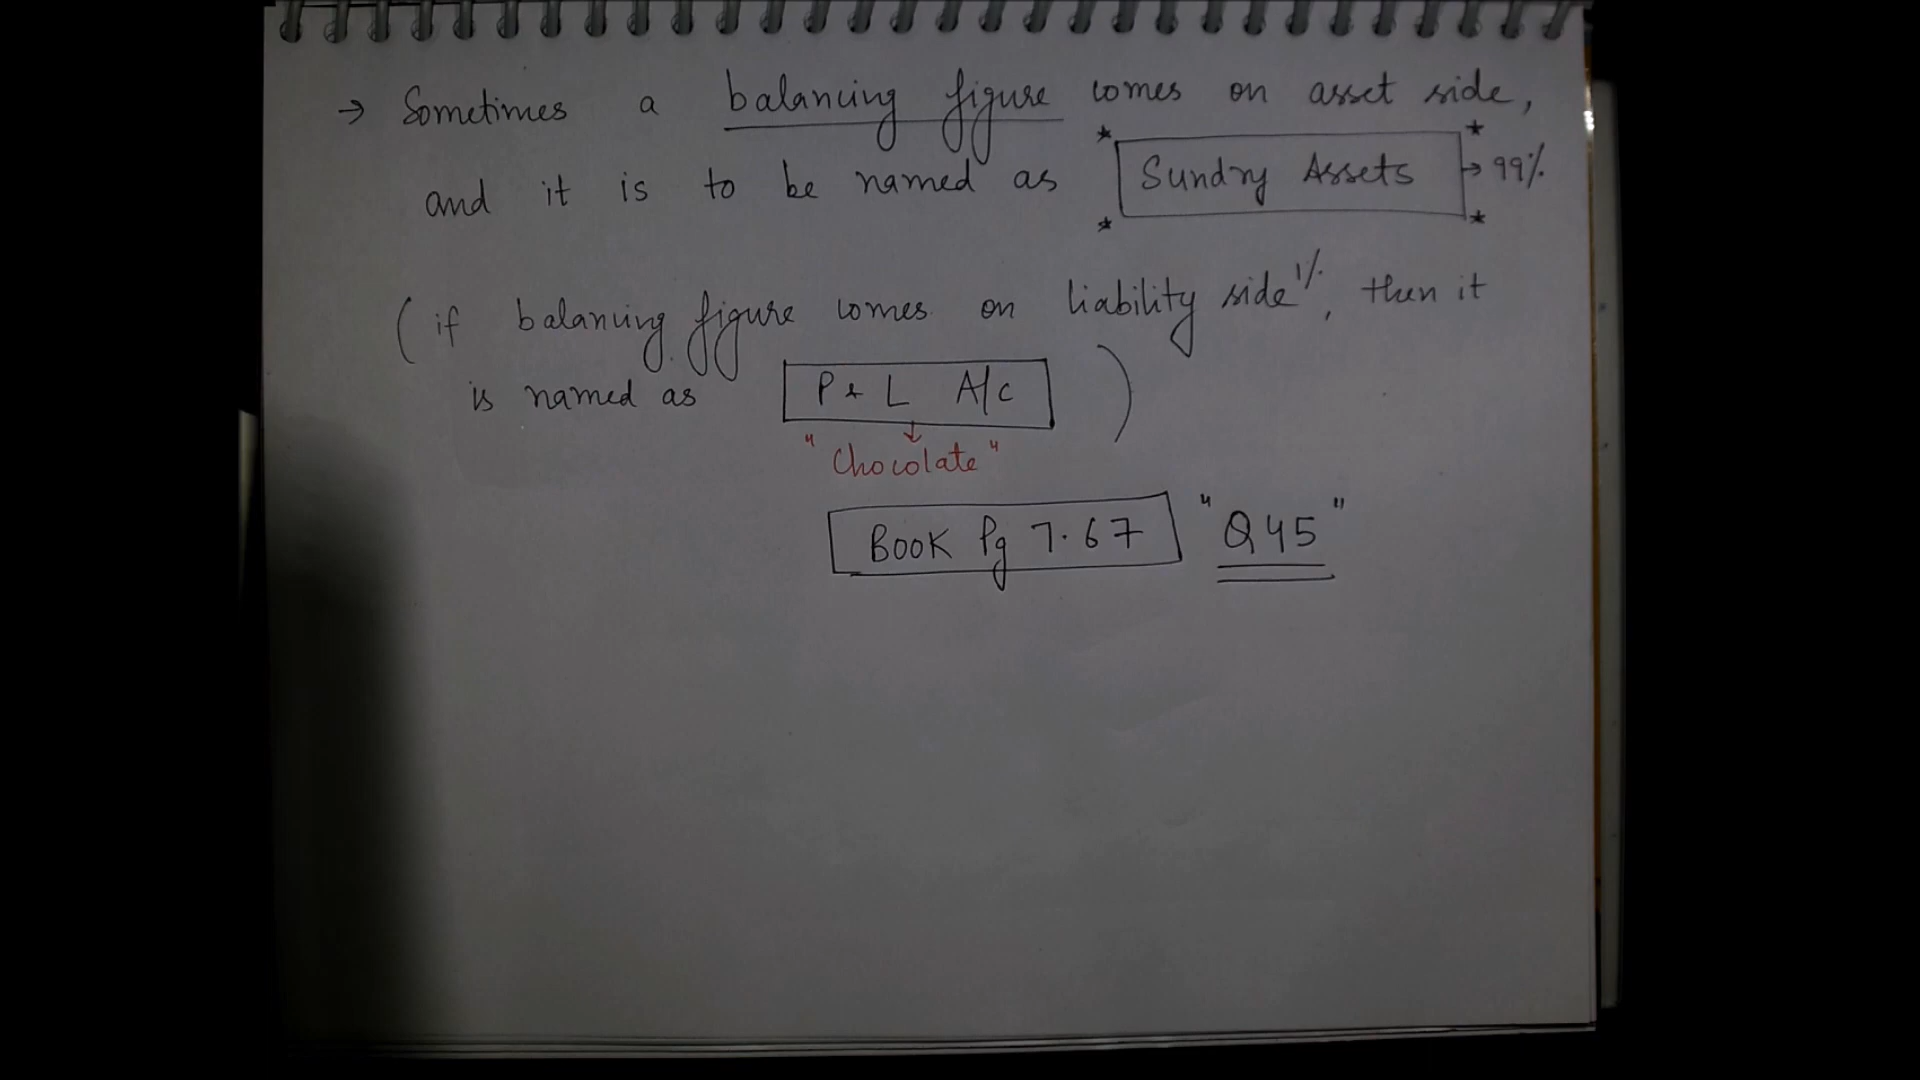 → Sometimes a balancing figure comes on asset side,
and it is to be named as Sundry Assets → 99%
(if balancing figure comes on liability side 1%, then it
is named as P & L A/c )
"Chocolate"
BOOK Pg 7.67 "Q45"